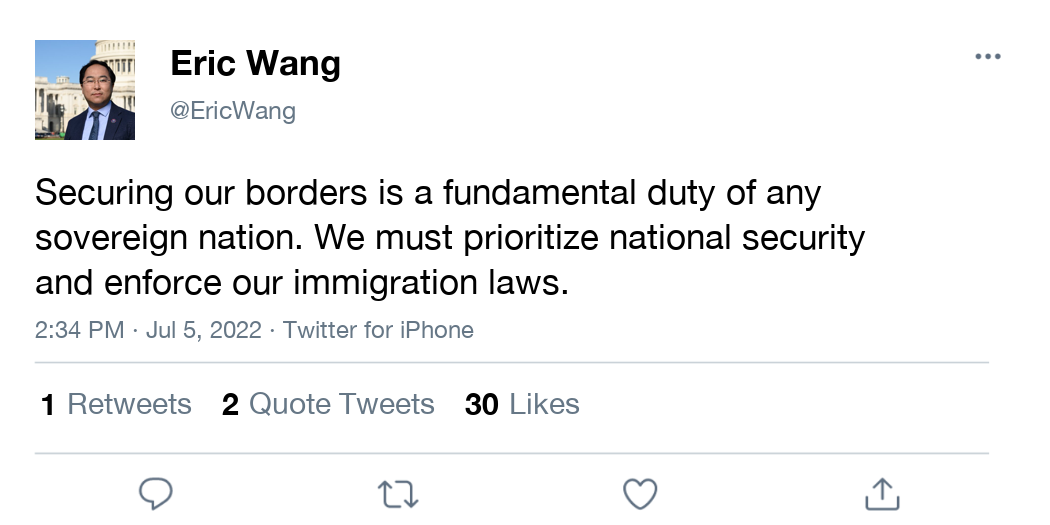 Eric Wang
@EricWang
Securing our borders is a fundamental duty of any
sovereign nation. We must prioritize national security
and enforce our immigration laws.
2:34 PM · Jul 5, 2022 · Twitter for iPhone
1 Retweets 2 Quote Tweets 30 Likes